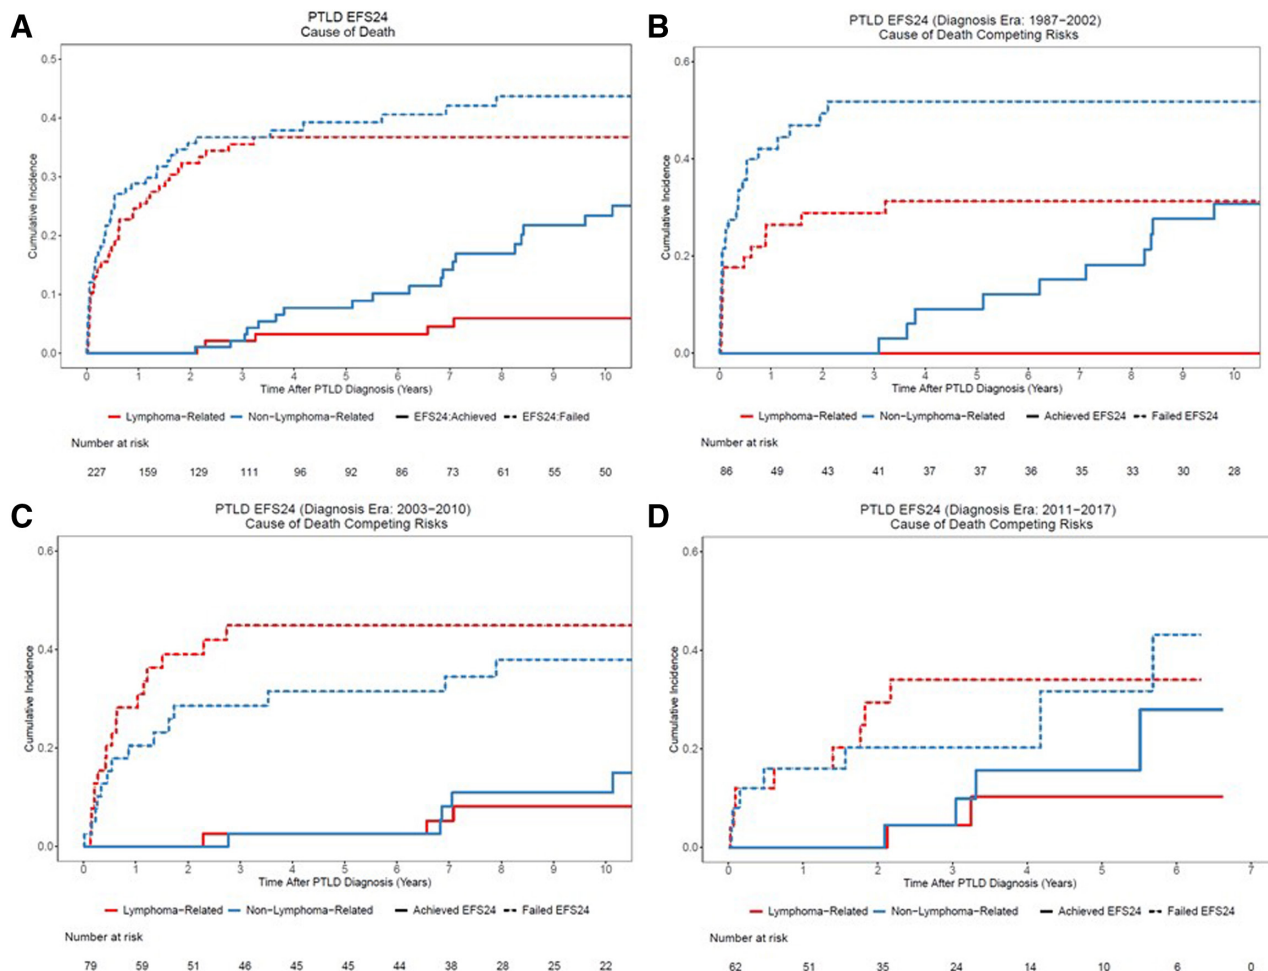 A
PTLD EFS24
Cause of Death
Cumulative Incidence
0.5
0.4
0.3
0.2
0.1
0.0
0 1 2 3 4 5 6 7 8 9 10
Time After PTLD Diagnosis (Years)
Lymphoma-Related Non-Lymphoma-Related EFS24:Achieved EFS24:Failed
Number at risk
227 159 129 111 96 92 86 73 61 55 50
B
PTLD EFS24 (Diagnosis Era: 1987-2002)
Cause of Death Competing Risks
Cumulative Incidence
0.6
0.4
0.2
0.0
0 1 2 3 4 5 6 7 8 9 10
Time After PTLD Diagnosis (Years)
Lymphoma-Related Non-Lymphoma-Related Achieved EFS24 Failed EFS24
Number at risk
86 49 43 41 37 37 36 35 33 30 28
C
PTLD EFS24 (Diagnosis Era: 2003-2010)
Cause of Death Competing Risks
Cumulative Incidence
0.6
0.4
0.2
0.0
0 1 2 3 4 5 6 7 8 9 10
Time After PTLD Diagnosis (Years)
Lymphoma-Related Non-Lymphoma-Related Achieved EFS24 Failed EFS24
Number at risk
79 59 51 46 45 45 44 38 28 25 22
D
PTLD EFS24 (Diagnosis Era: 2011-2017)
Cause of Death Competing Risks
Cumulative Incidence
0.6
0.4
0.2
0.0
0 1 2 3 4 5 6 7
Time After PTLD Diagnosis (Years)
Lymphoma-Related Non-Lymphoma-Related Achieved EFS24 Failed EFS24
Number at risk
62 51 35 24 14 10 6 0